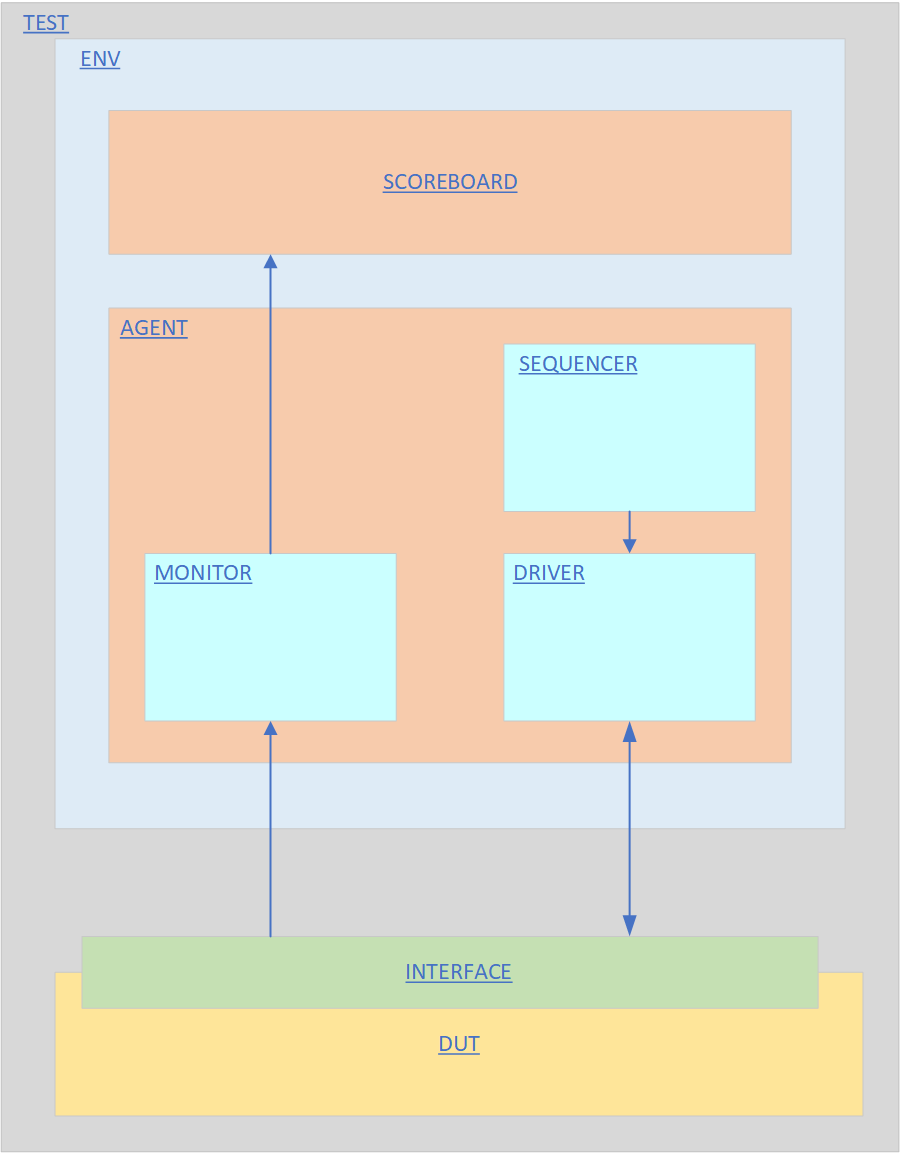 TEST
ENV
SCOREBOARD
AGENT
SEQUENCER
MONITOR
DRIVER
INTERFACE
DUT